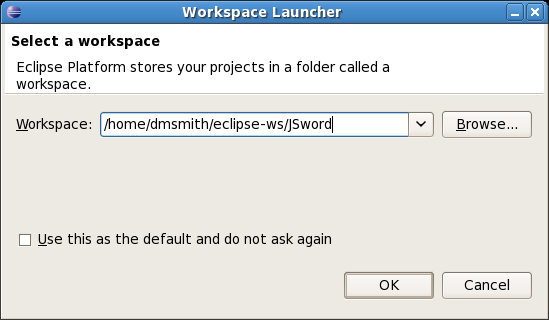 Workspace Launcher
Select a workspace
Eclipse Platform stores your projects in a folder called a
workspace.
Workspace: /home/dmsmith/eclipse-ws/JSword Browse...
Use this as the default and do not ask again
OK Cancel